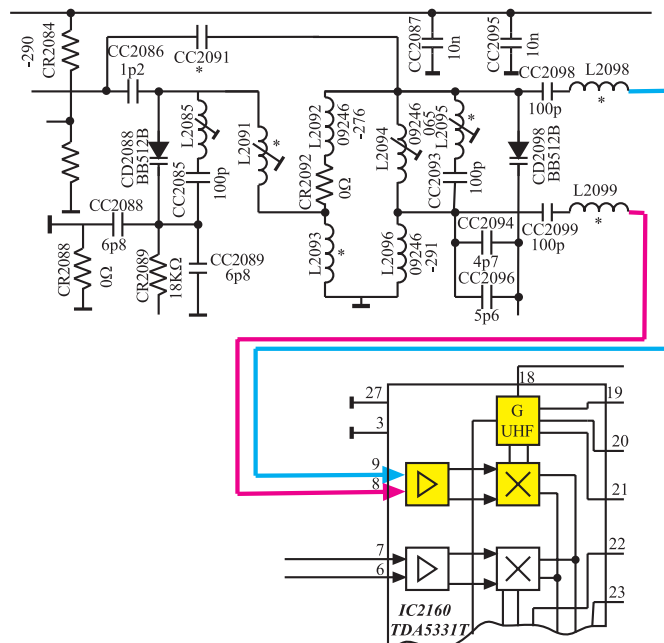 -290
CR2084
CC2086
1p2
CC2091
*
CC2087
10n
CC2095
10n
CC2098
100p
L2098
*
CD2088
BB512B
L2085
CC2085
100p
L2091
*
L2092
09246
-276
CR2092
0Ω
L2094
09246
065
L2095
*
CC2093
100p
CD2098
BB512B
L2099
*
CC2099
100p
CC2088
6p8
CR2088
0Ω
CR2089
18KΩ
CC2089
6p8
L2093
*
L2096
09246
-291
CC2094
4p7
CC2096
5p6
27
3
18
G
UHF
19
20
21
9
8
7
6
22
23
IC2160
TDA5331T